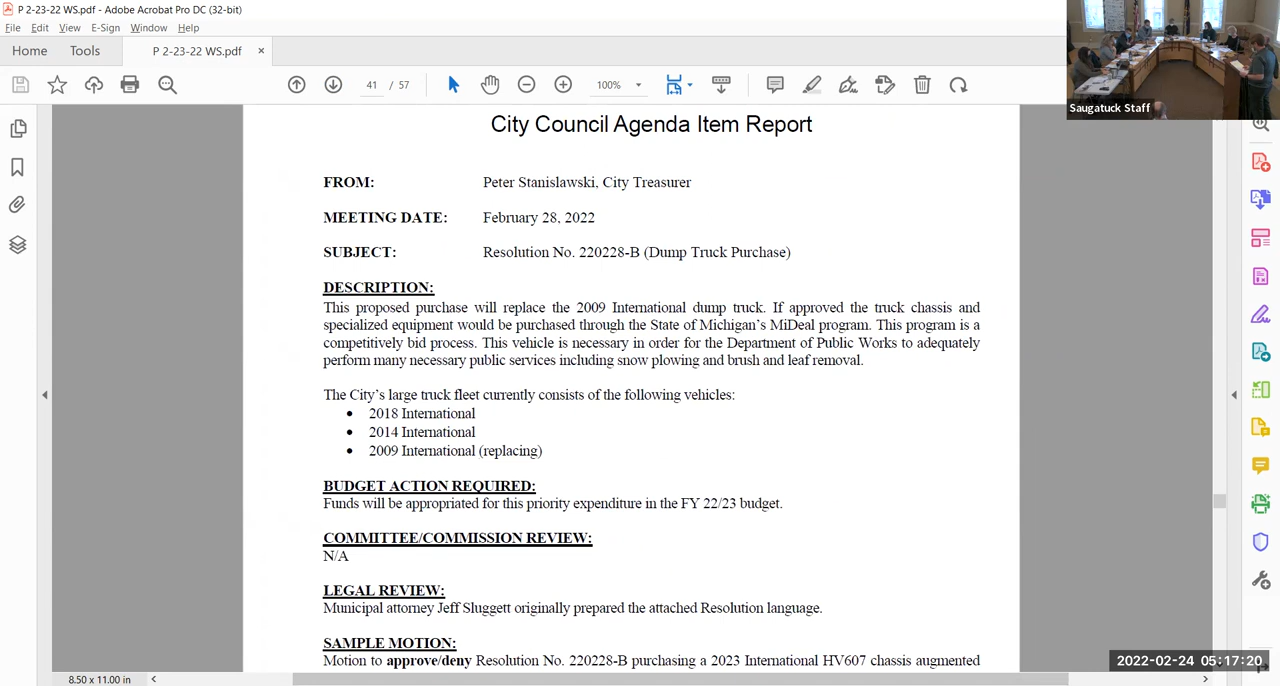 P 2-23-22 WS.pdf - Adobe Acrobat Pro DC (32-bit)
File Edit View E-Sign Window Help
Home Tools P 2-23-22 WS.pdf ×
41 / 57 100%
Saugatuck Staff
City Council Agenda Item Report
FROM: Peter Stanislawski, City Treasurer
MEETING DATE: February 28, 2022
SUBJECT: Resolution No. 220228-B (Dump Truck Purchase)
DESCRIPTION:
This proposed purchase will replace the 2009 International dump truck. If approved the truck chassis and
specialized equipment would be purchased through the State of Michigan's MiDeal program. This program is a
competitively bid process. This vehicle is necessary in order for the Department of Public Works to adequately
perform many necessary public services including snow plowing and brush and leaf removal.
The City's large truck fleet currently consists of the following vehicles:
• 2018 International
• 2014 International
• 2009 International (replacing)
BUDGET ACTION REQUIRED:
Funds will be appropriated for this priority expenditure in the FY 22/23 budget.
COMMITTEE/COMMISSION REVIEW:
N/A
LEGAL REVIEW:
Municipal attorney Jeff Sluggett originally prepared the attached Resolution language.
SAMPLE MOTION:
Motion to approve/deny Resolution No. 220228-B purchasing a 2023 International HV607 chassis augmented
2022-02-24 05:17:20
8.50 x 11.00 in